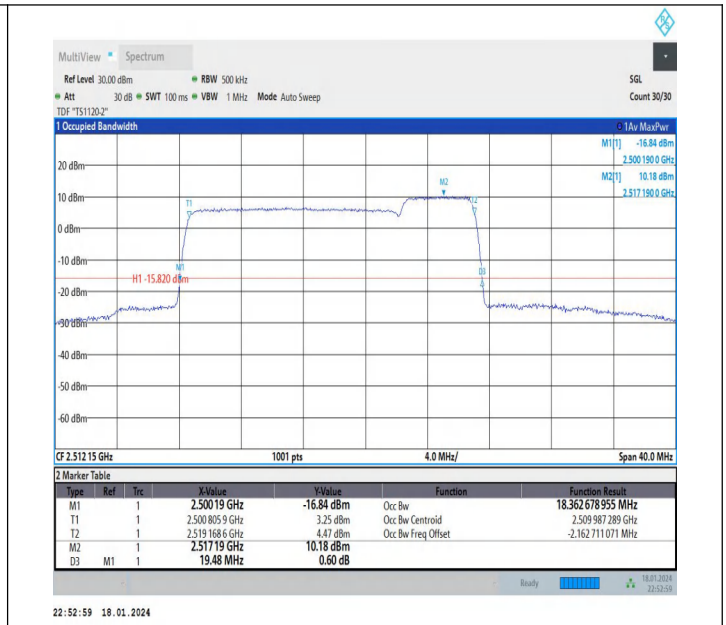 MultiView Spectrum
Ref Level 30.00 dBm RBW 500 kHz SGL
Att 30 dB SWT 100 ms VBW 1 MHz Mode Auto Sweep Count 30/30
TDF "TS1120-2"
1 Occupied Bandwidth 1Av MaxPwr
M1[1] -16.84 dBm
2.500 190 0 GHz
M2[1] 10.18 dBm
2.517 190 0 GHz
20 dBm
M2
10 dBm
T1
T2
0 dBm
-10 dBm
M1
D3
H1 -15.820 dBm
-20 dBm
-30 dBm
-40 dBm
-50 dBm
-60 dBm
CF 2.512 15 GHz 1001 pts 4.0 MHz/ Span 40.0 MHz
2 Marker Table
Type Ref Trc X-Value Y-Value Function Function Result
M1 1 2.50019 GHz -16.84 dBm Occ Bw 18.362 678 955 MHz
T1 1 2.500 805 9 GHz 3.25 dBm Occ Bw Centroid 2.509 987 289 GHz
T2 1 2.519 168 6 GHz 4.47 dBm Occ Bw Freq Offset -2.162 711 071 MHz
M2 1 2.51719 GHz 10.18 dBm
D3 M1 1 19.48 MHz 0.60 dB
Ready 18.01.2024
22:52:59
22:52:59 18.01.2024